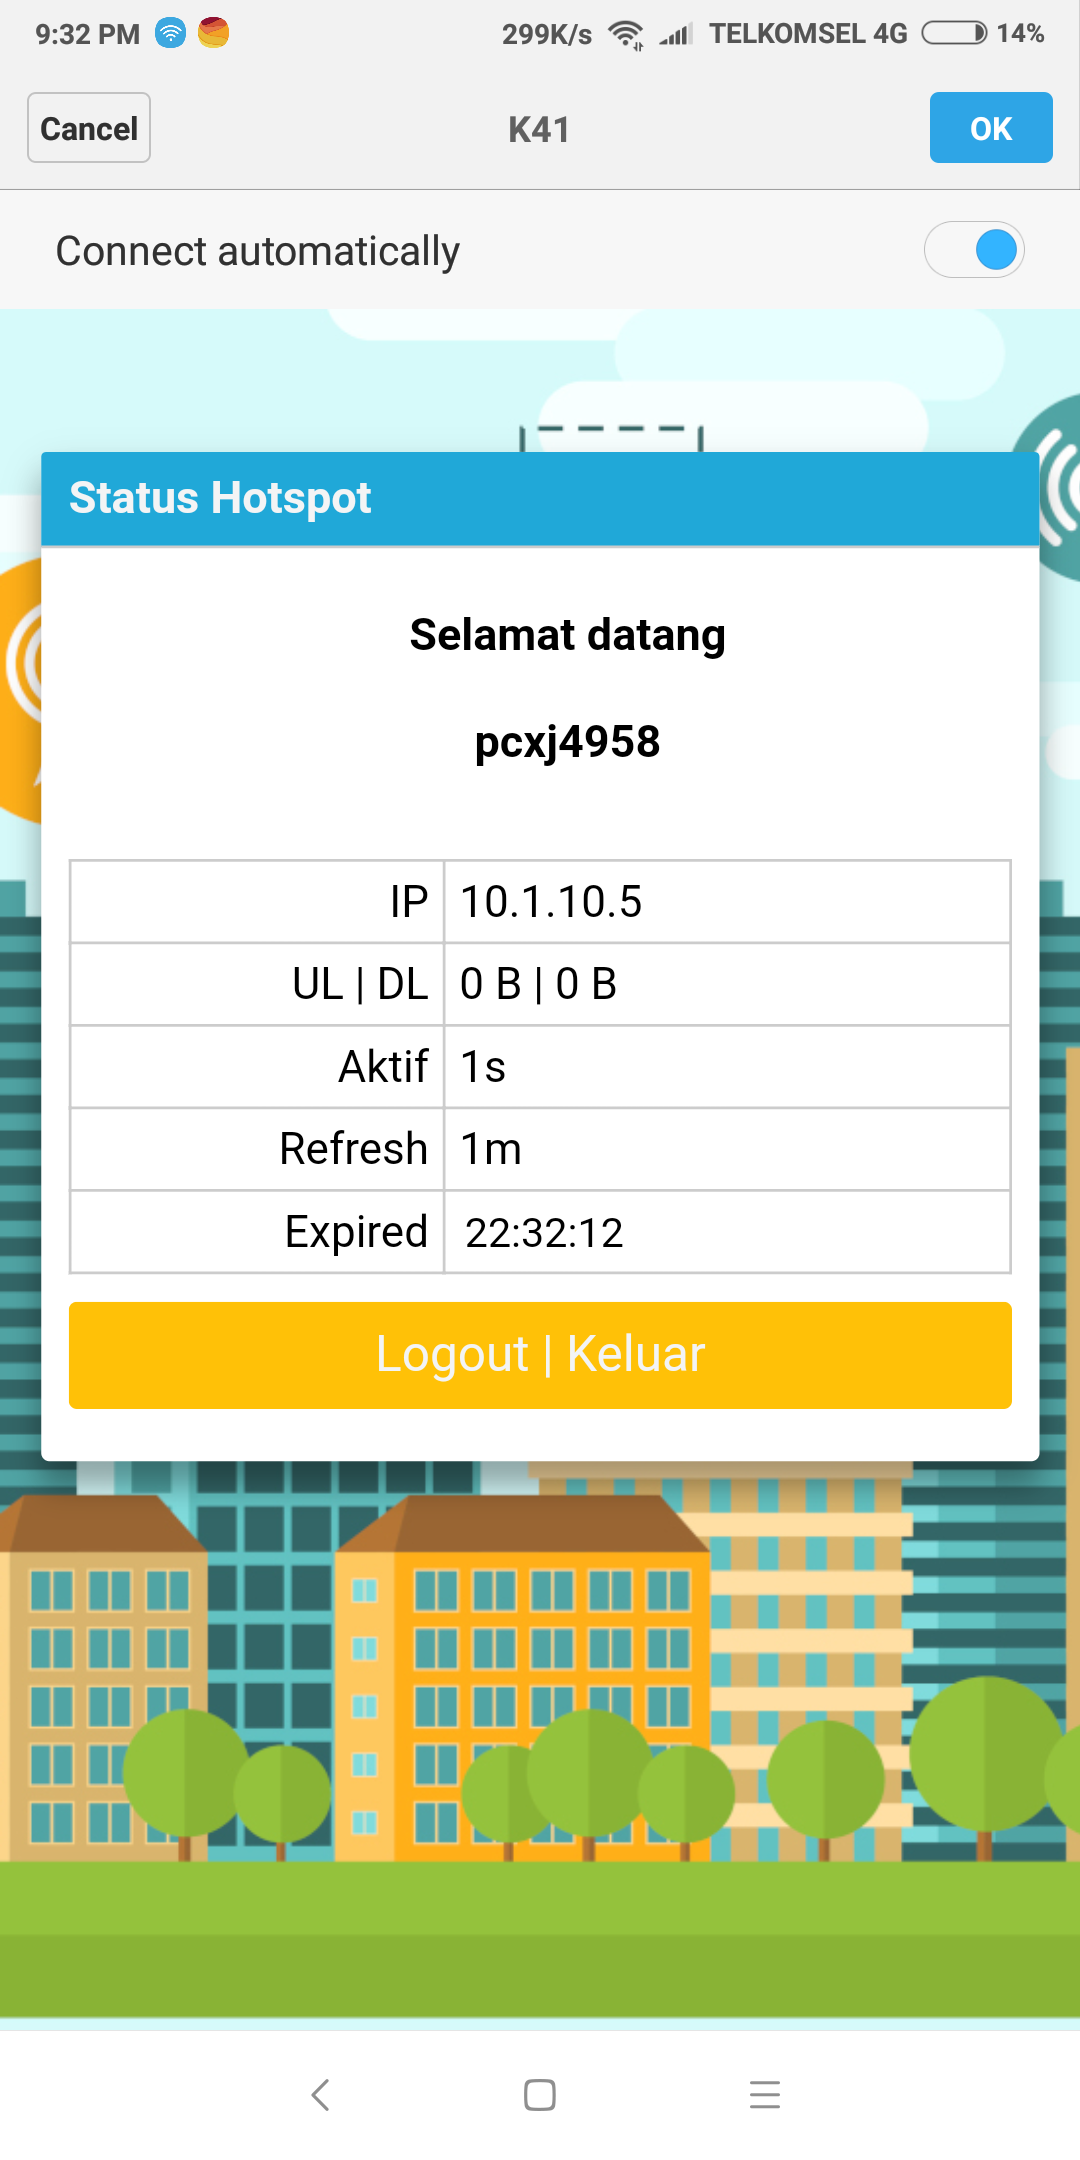 9:32 PM 299K/s TELKOMSEL 4G 14%
Cancel K41 OK
Connect automatically
Status Hotspot
Selamat datang
pcxj4958
IP 10.1.10.5
UL | DL 0 B | 0 B
Aktif 1s
Refresh 1m
Expired 22:32:12
Logout | Keluar